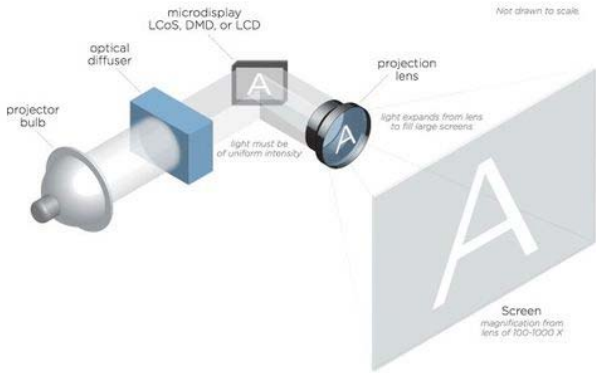 Not drawn to scale.
microdisplay
LCoS, DMD, or LCD
optical
diffuser
projection
lens
projector
bulb
A
light must be
of uniform intensity
A
light expands from lens
to fill large screens
A
Screen
magnification from
lens of 100-1000 X